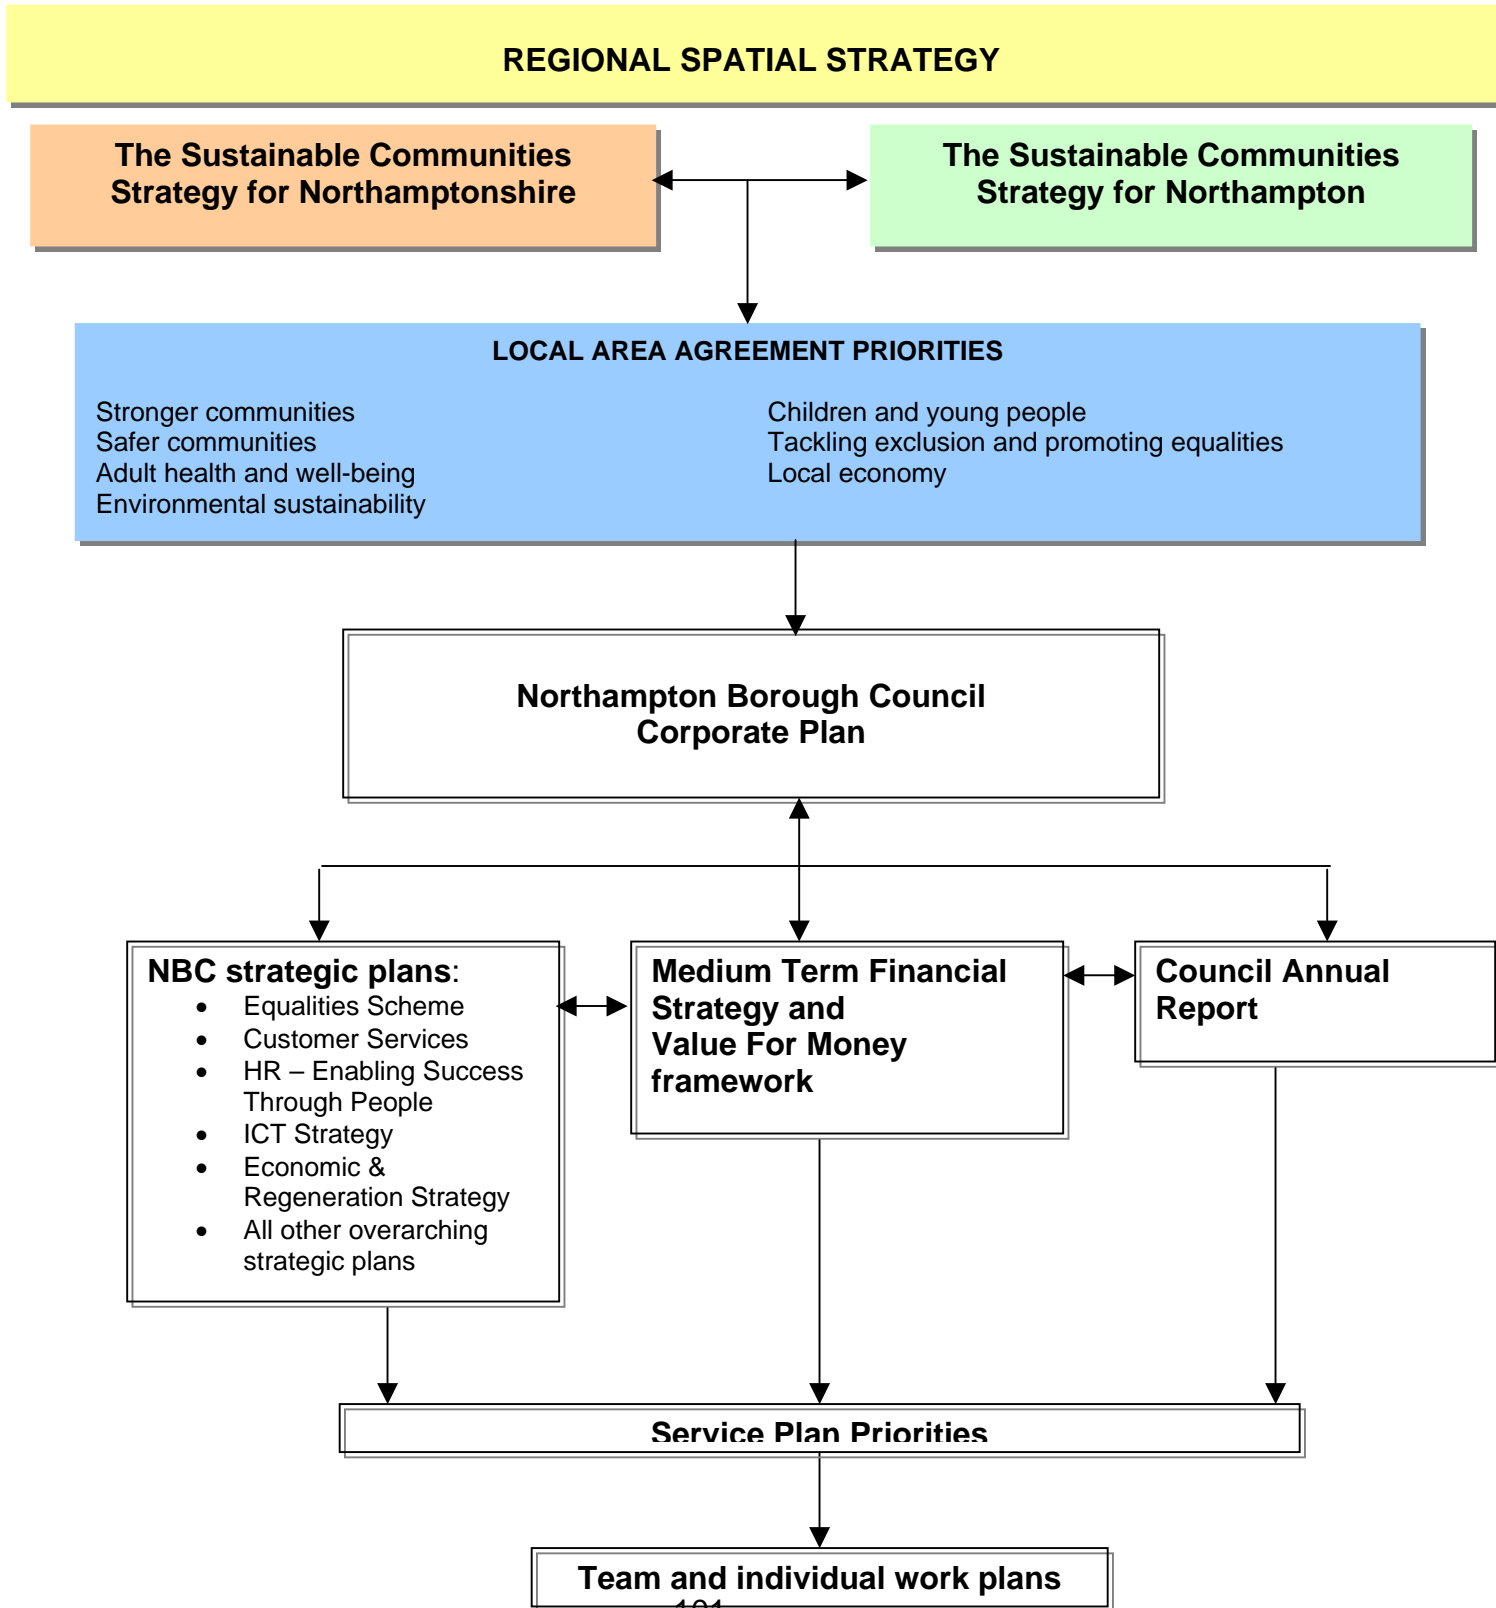 REGIONAL SPATIAL STRATEGY
The Sustainable Communities
Strategy for Northamptonshire
The Sustainable Communities
Strategy for Northampton
LOCAL AREA AGREEMENT PRIORITIES
Stronger communities
Safer communities
Adult health and well-being
Environmental sustainability
Children and young people
Tackling exclusion and promoting equalities
Local economy
Northampton Borough Council
Corporate Plan
NBC strategic plans:
• Equalities Scheme
• Customer Services
• HR – Enabling Success
Through People
• ICT Strategy
• Economic &
Regeneration Strategy
• All other overarching
strategic plans
Medium Term Financial
Strategy and
Value For Money
framework
Council Annual
Report
Service Plan Priorities
Team and individual work plans
101